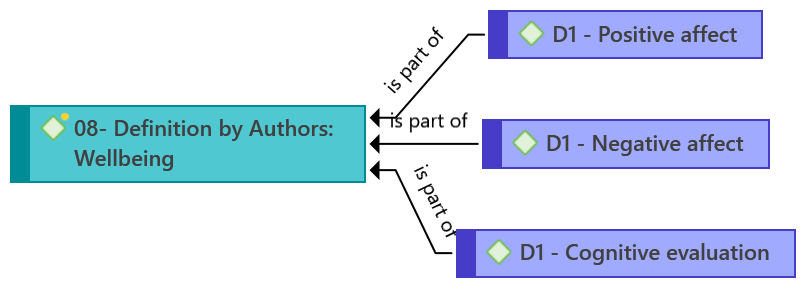 D1 - Positive affect
is part of
08- Definition by Authors:
Wellbeing
is part of
D1 - Negative affect
is part of
D1 - Cognitive evaluation